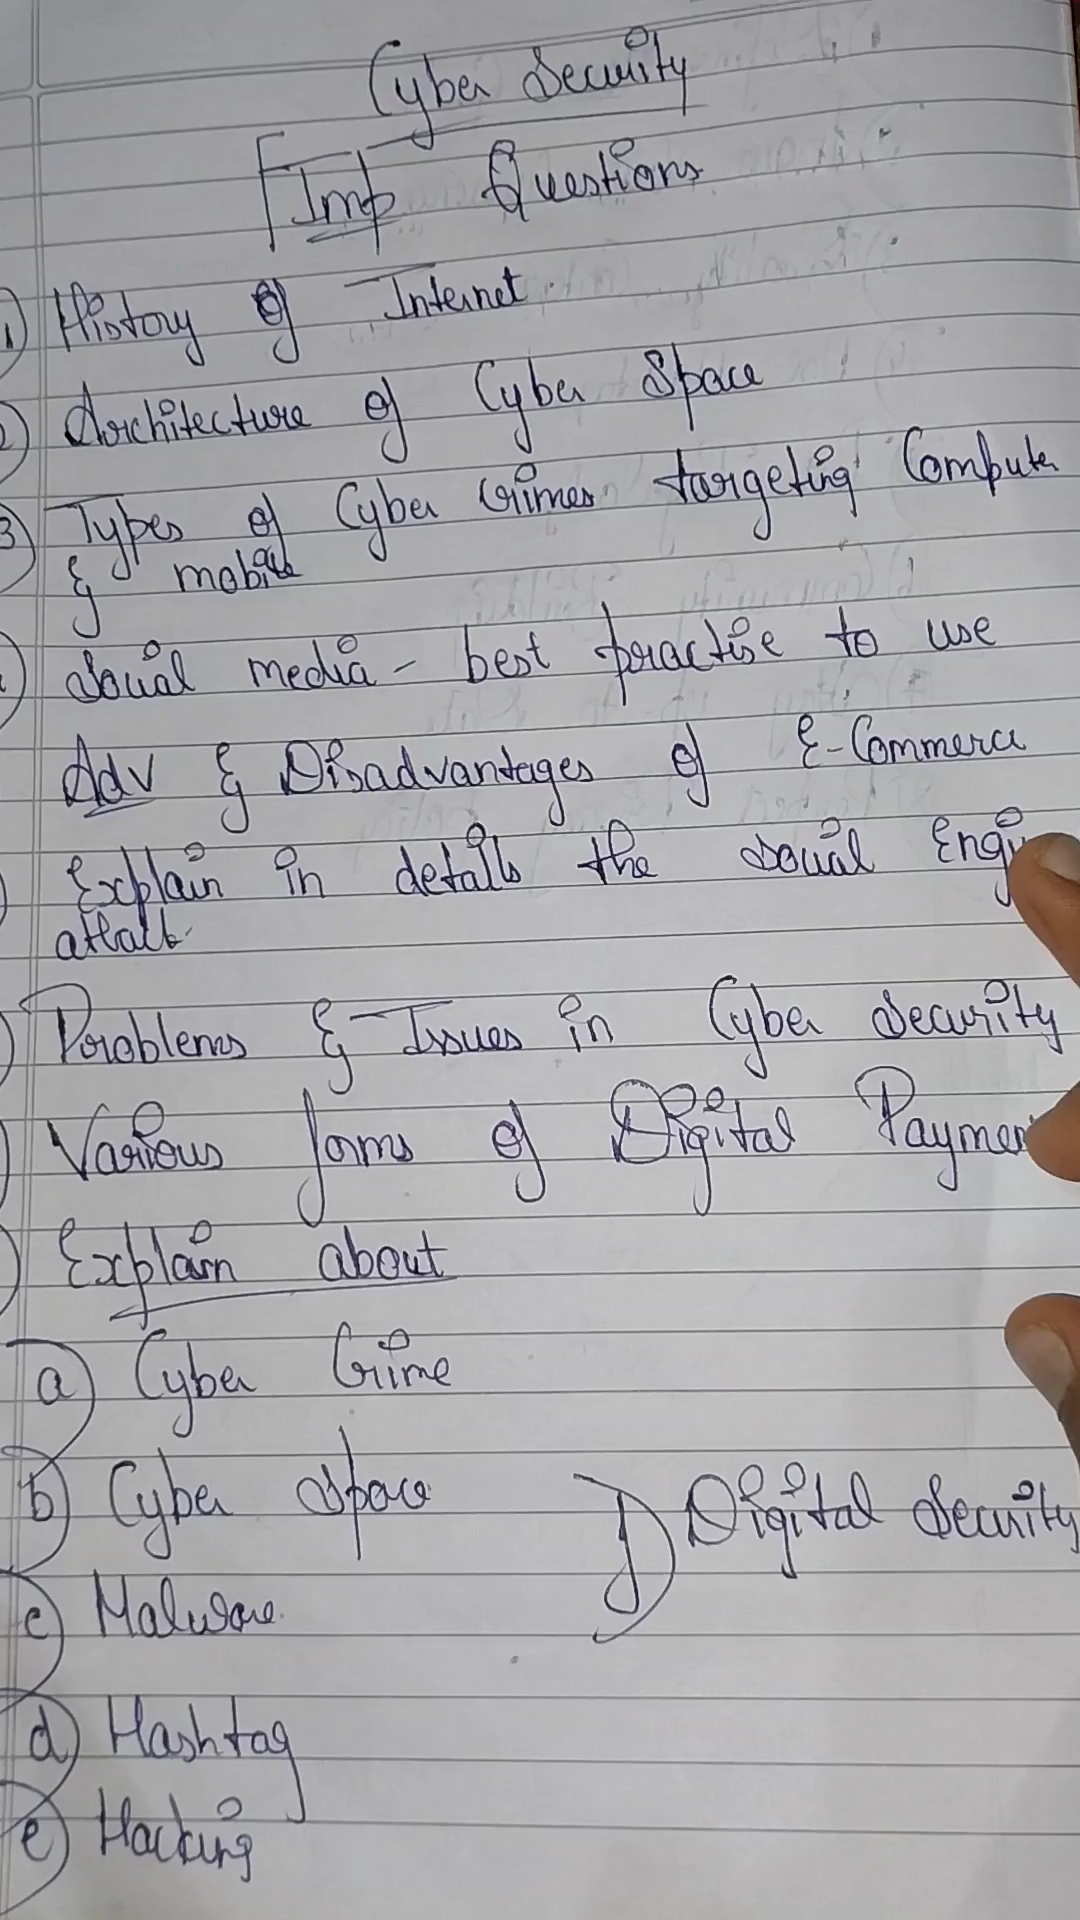 Cyber Security
Imp Questions
1) History of Internet
2) Architecture of Cyber Space
3) Types of Cyber Crimes targeting Computer
& mobile
Social media - best practise to use
Adv & Disadvantages of E-Commerce
Explain in details the social Engi
attack
Problems & Issues in Cyber Security
Various forms of Digital Paymen
Explain about
a) Cyber Crime
b) Cyber Space
f) Digital Security
c) Malware
d) Hashtag
e) Hacking